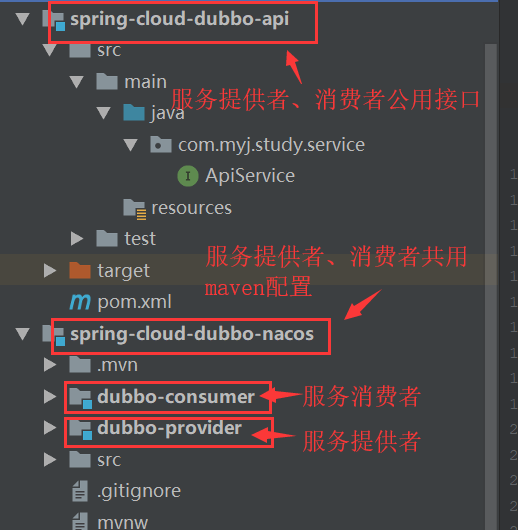 spring-cloud-dubbo-api
src
main
服务提供者、消费者公用接口
java
com.myj.study.service
I ApiService
resources
test
服务提供者、消费者共用
target
maven配置
m pom.xml
spring-cloud-dubbo-nacos
.mvn
dubbo-consumer 服务消费者
dubbo-provider 服务提供者
src
.gitignore
mvnw